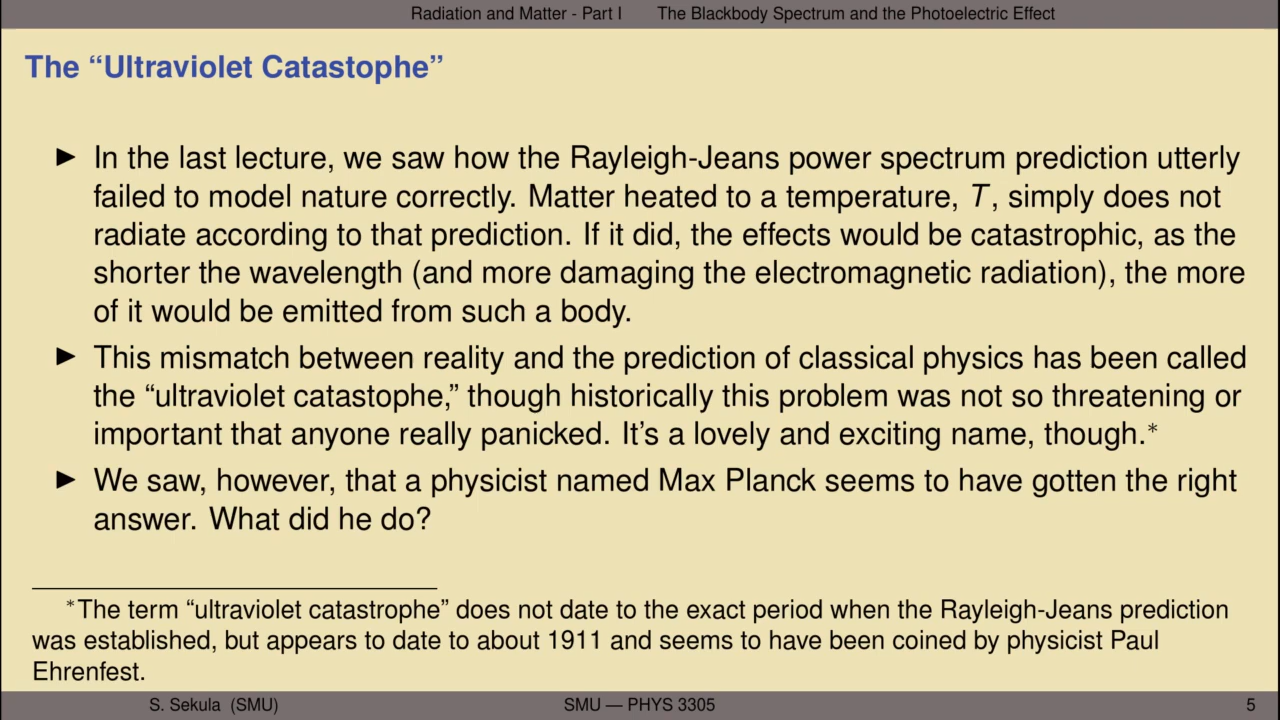 Radiation and Matter - Part I The Blackbody Spectrum and the Photoelectric Effect
The “Ultraviolet Catastophe”
▶ In the last lecture, we saw how the Rayleigh-Jeans power spectrum prediction utterly
failed to model nature correctly. Matter heated to a temperature, T, simply does not
radiate according to that prediction. If it did, the effects would be catastrophic, as the
shorter the wavelength (and more damaging the electromagnetic radiation), the more
of it would be emitted from such a body.
▶ This mismatch between reality and the prediction of classical physics has been called
the “ultraviolet catastophe,” though historically this problem was not so threatening or
important that anyone really panicked. It’s a lovely and exciting name, though.*
▶ We saw, however, that a physicist named Max Planck seems to have gotten the right
answer. What did he do?
*The term “ultraviolet catastrophe” does not date to the exact period when the Rayleigh-Jeans prediction
was established, but appears to date to about 1911 and seems to have been coined by physicist Paul
Ehrenfest.
S. Sekula (SMU) SMU — PHYS 3305 5